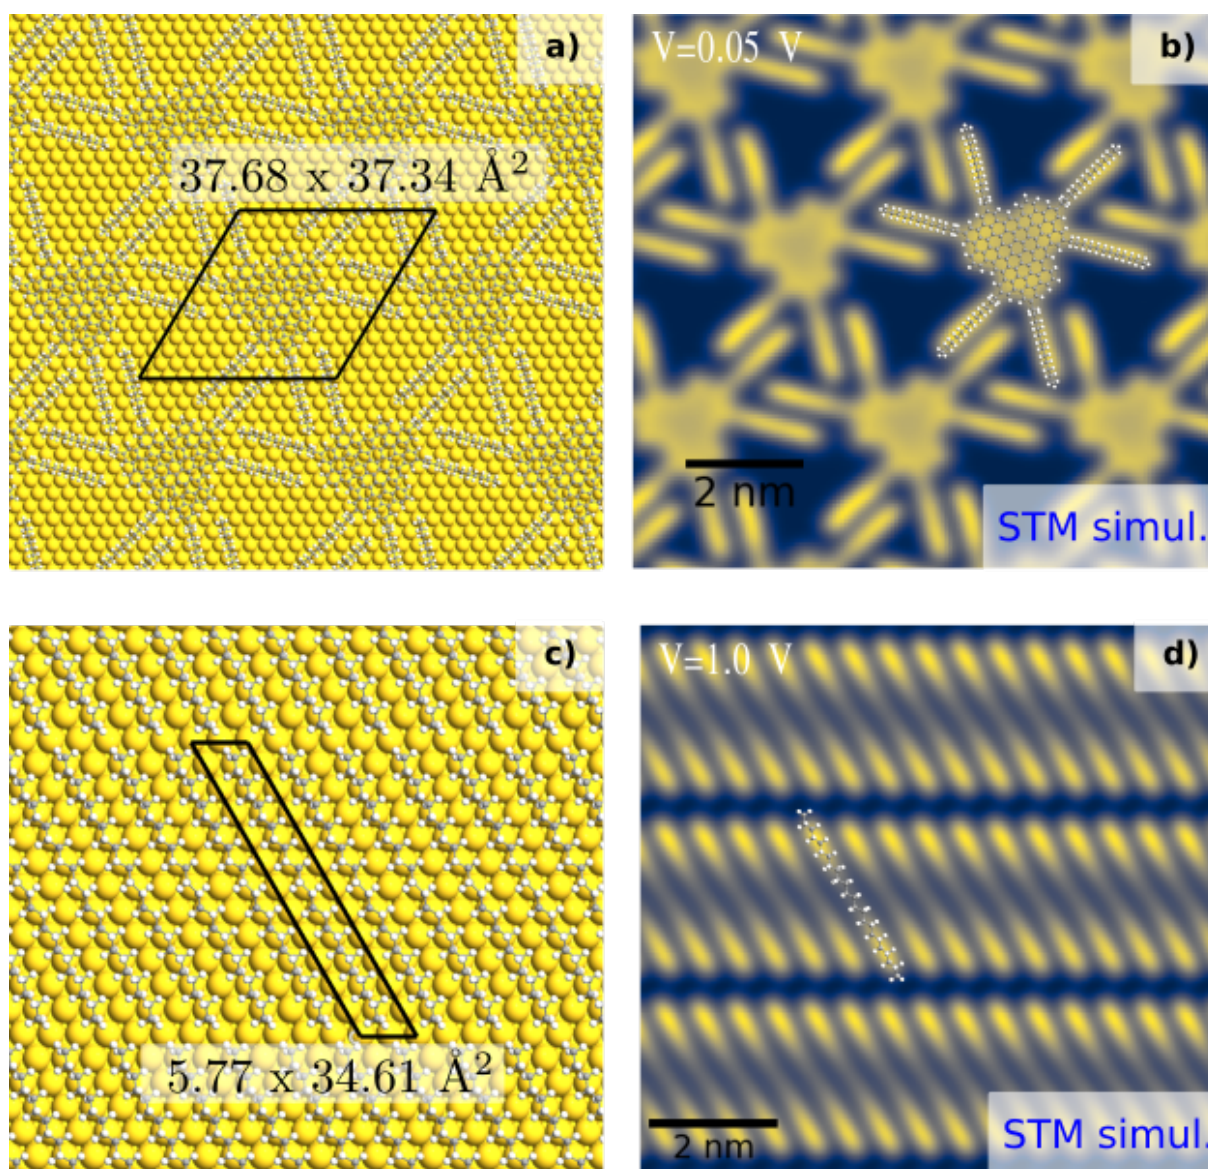 a)
37.68 x 37.34 Å²
V=0.05 V
b)
2 nm
STM simul.
c)
5.77 x 34.61 Å²
V=1.0 V
d)
2 nm
STM simul.